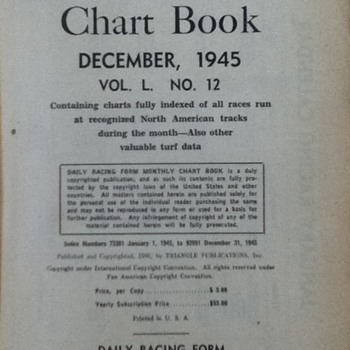 Chart Book
DECEMBER, 1945
VOL. L. NO. 12
Containing charts fully indexed of all races run
at recognized North American tracks
during the month—Also other
valuable turf data
DAILY RACING FORM MONTHLY CHART BOOK is a duly
copyrighted publication, and as such its contents are fully pro-
tected by the copyright laws of the United States and other
countries. All matters contained herein are published solely for
the personal use of the individual reader purchasing the same
and may not be reproduced in any form or used for a basis for
further publication. Any infringement of copyright of any of the
material contained herein will be fully prosecuted.
Index Numbers January 1, 1945, to December 31, 1945
Published and Copyrighted, by TRIANGLE PUBLICATIONS, Inc.
Copyright under International Copyright Convention. All rights reserved under
Pan American Copyright Convention.
Price, per Copy
Yearly Subscription Price
Printed in U. S. A.
DAILY RACING FORM